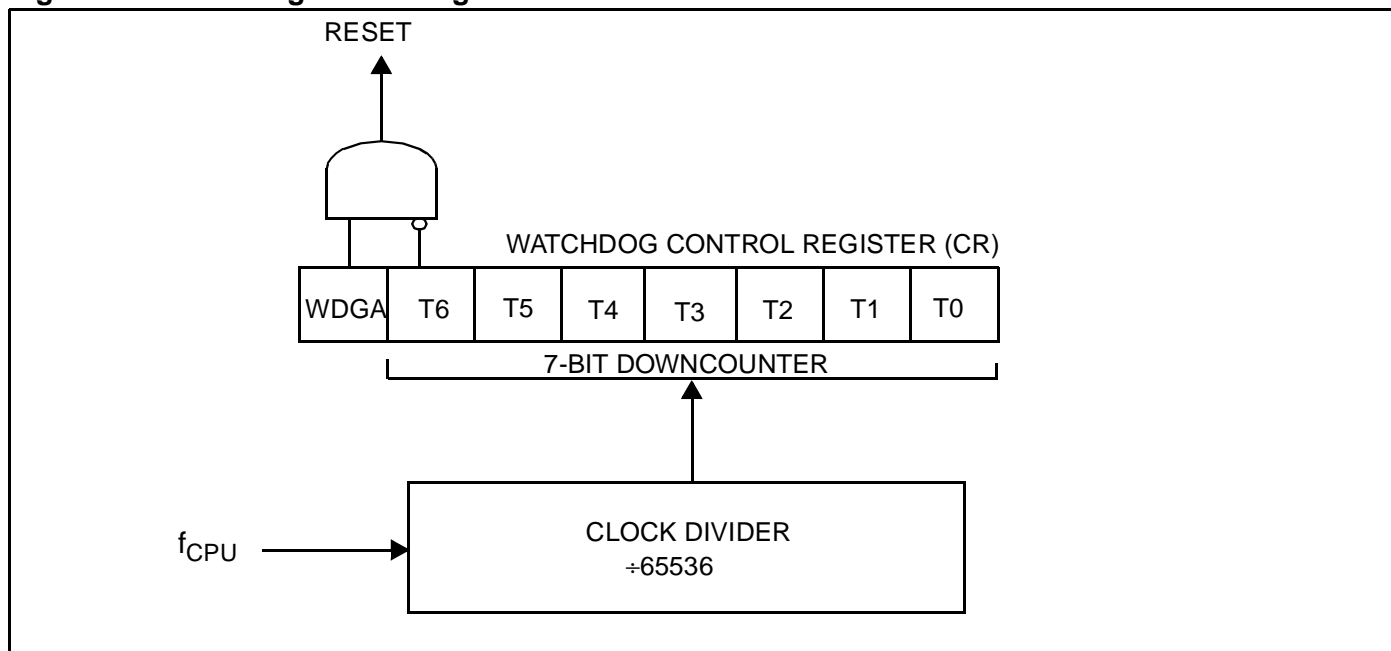 RESET
WATCHDOG CONTROL REGISTER (CR)
WDGA T6 T5 T4 T3 T2 T1 T0
7-BIT DOWNCOUNTER
fCPU
CLOCK DIVIDER
÷65536